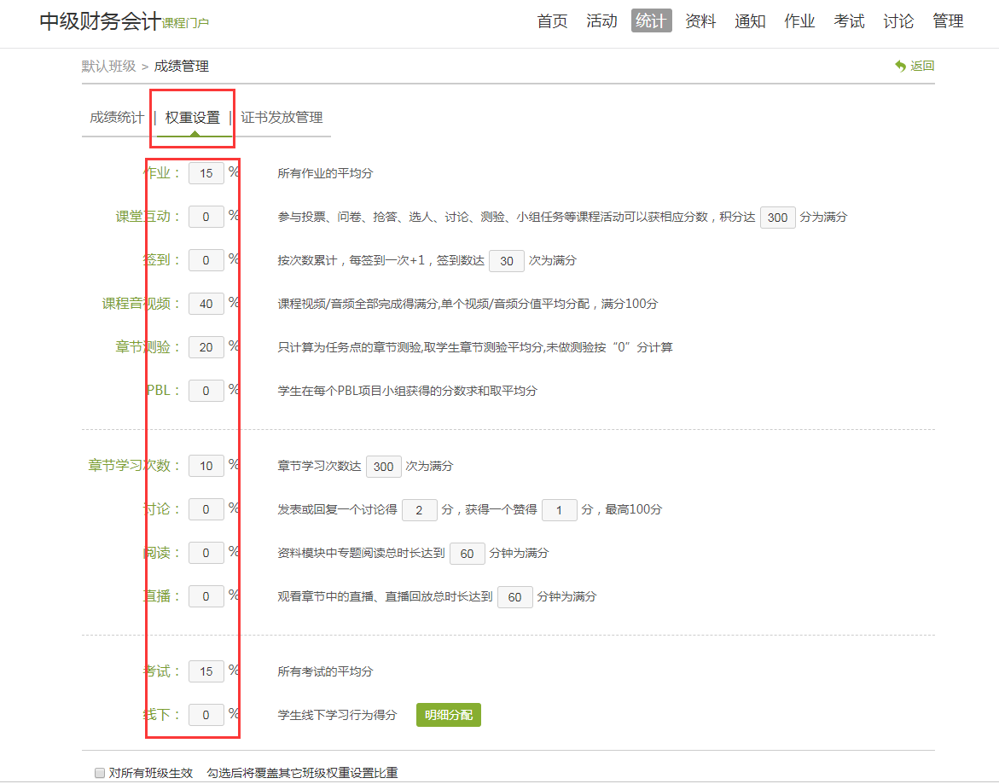 中级财务会计课程门户 首页 活动 统计 资料 通知 作业 考试 讨论 管理
默认班级 > 成绩管理 返回
成绩统计 | 权重设置 | 证书发放管理
作业： 15 % 所有作业的平均分
课堂互动： 0 % 参与投票、问卷、抢答、选人、讨论、测验、小组任务等课程活动可以获相应分数，积分达 300 分为满分
签到： 0 % 按次数累计，每签到一次+1，签到数达 30 次为满分
课程音视频： 40 % 课程视频/音频全部完成得满分,单个视频/音频分值平均分配，满分100分
章节测验： 20 % 只计算为任务点的章节测验,取学生章节测验平均分,未做测验按“0”分计算
PBL： 0 % 学生在每个PBL项目小组获得的分数求和取平均分
章节学习次数： 10 % 章节学习次数达 300 次为满分
讨论： 0 % 发表或回复一个讨论得 2 分，获得一个赞得 1 分，最高100分
阅读： 0 % 资料模块中专题阅读总时长达到 60 分钟为满分
直播： 0 % 观看章节中的直播、直播回放总时长达到 60 分钟为满分
考试： 15 % 所有考试的平均分
线下： 0 % 学生线下学习行为得分 明细分配
对所有班级生效 勾选后将覆盖其它班级权重设置比重